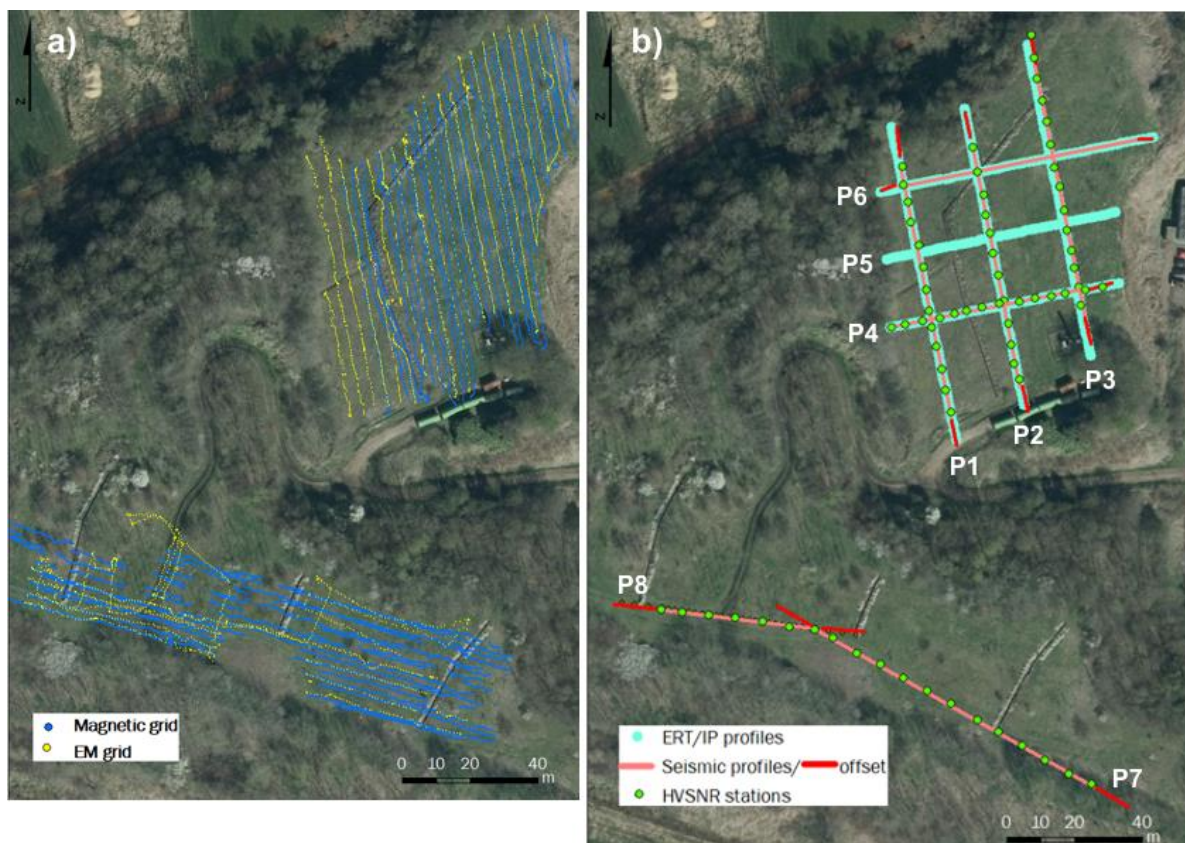 a)
z
Magnetic grid
EM grid
0 10 20 40
m
b)
z
P6
P5
P4
P3
P2
P1
P8
P7
ERT/IP profiles
Seismic profiles/ offset
HVSNR stations
0 10 20 40
m